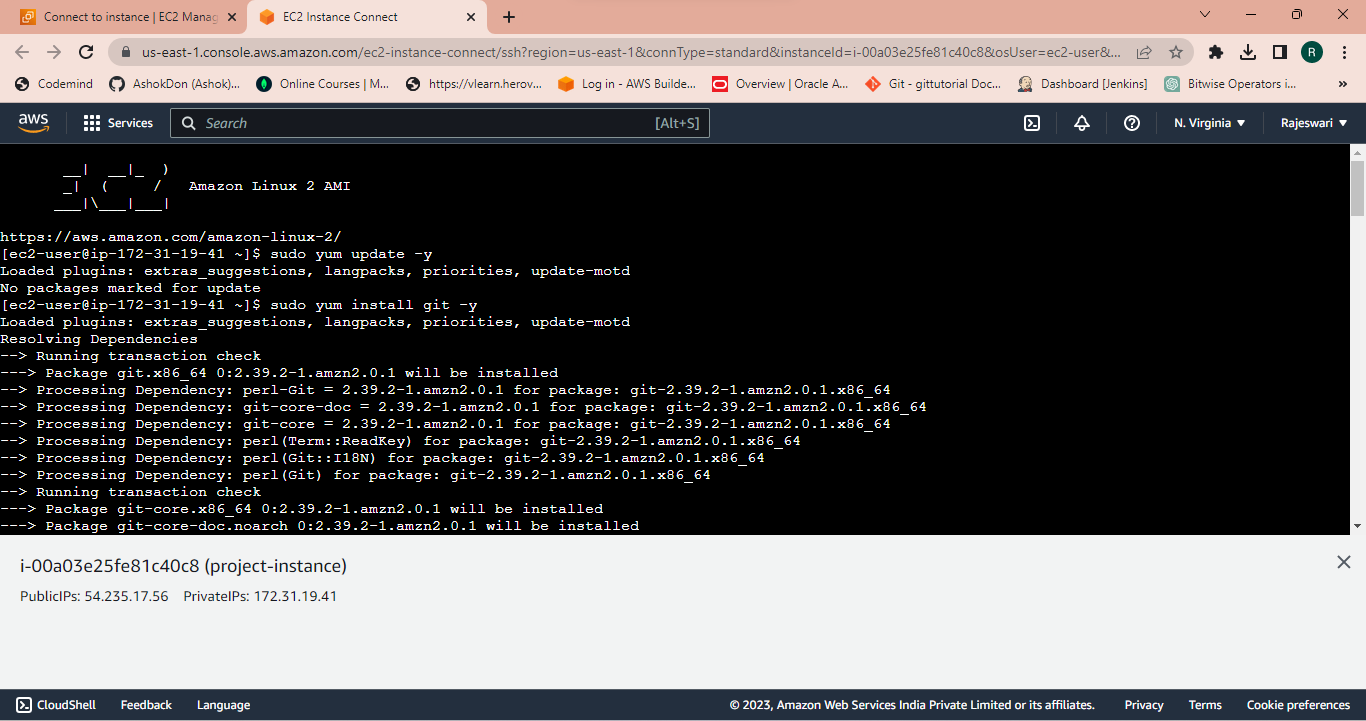 Connect to instance | EC2 Manag
EC2 Instance Connect
us-east-1.console.aws.amazon.com/ec2-instance-connect/ssh?region=us-east-1&connType=standard&instanceId=i-00a03e25fe81c40c8&osUser=ec2-user&...
R
Codemind
AshokDon (Ashok)...
Online Courses | M...
https://vlearn.herov...
Log in - AWS Builde...
Overview | Oracle A...
Git - gittutorial Doc...
Dashboard [Jenkins]
Bitwise Operators i...
»
aws
Services
Search
[Alt+S]
N. Virginia
Rajeswari
       __|  __|_  )
       _|  (     /   Amazon Linux 2 AMI
      ___|\___|___|
https://aws.amazon.com/amazon-linux-2/
[ec2-user@ip-172-31-19-41 ~]$ sudo yum update -y
Loaded plugins: extras_suggestions, langpacks, priorities, update-motd
No packages marked for update
[ec2-user@ip-172-31-19-41 ~]$ sudo yum install git -y
Loaded plugins: extras_suggestions, langpacks, priorities, update-motd
Resolving Dependencies
--> Running transaction check
---> Package git.x86_64 0:2.39.2-1.amzn2.0.1 will be installed
--> Processing Dependency: perl-Git = 2.39.2-1.amzn2.0.1 for package: git-2.39.2-1.amzn2.0.1.x86_64
--> Processing Dependency: git-core-doc = 2.39.2-1.amzn2.0.1 for package: git-2.39.2-1.amzn2.0.1.x86_64
--> Processing Dependency: git-core = 2.39.2-1.amzn2.0.1 for package: git-2.39.2-1.amzn2.0.1.x86_64
--> Processing Dependency: perl(Term::ReadKey) for package: git-2.39.2-1.amzn2.0.1.x86_64
--> Processing Dependency: perl(Git::I18N) for package: git-2.39.2-1.amzn2.0.1.x86_64
--> Processing Dependency: perl(Git) for package: git-2.39.2-1.amzn2.0.1.x86_64
--> Running transaction check
---> Package git-core.x86_64 0:2.39.2-1.amzn2.0.1 will be installed
---> Package git-core-doc.noarch 0:2.39.2-1.amzn2.0.1 will be installed
i-00a03e25fe81c40c8 (project-instance)
PublicIPs: 54.235.17.56 PrivateIPs: 172.31.19.41
CloudShell
Feedback
Language
© 2023, Amazon Web Services India Private Limited or its affiliates.
Privacy
Terms
Cookie preferences